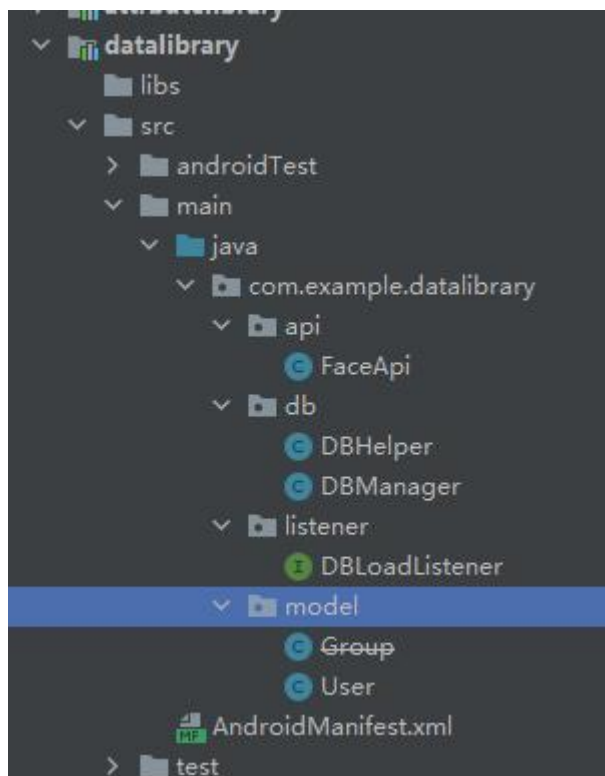 datalibrary
libs
src
androidTest
main
java
com.example.datalibrary
api
FaceApi
db
DBHelper
DBManager
listener
DBLoadListener
model
Group
User
AndroidManifest.xml
test